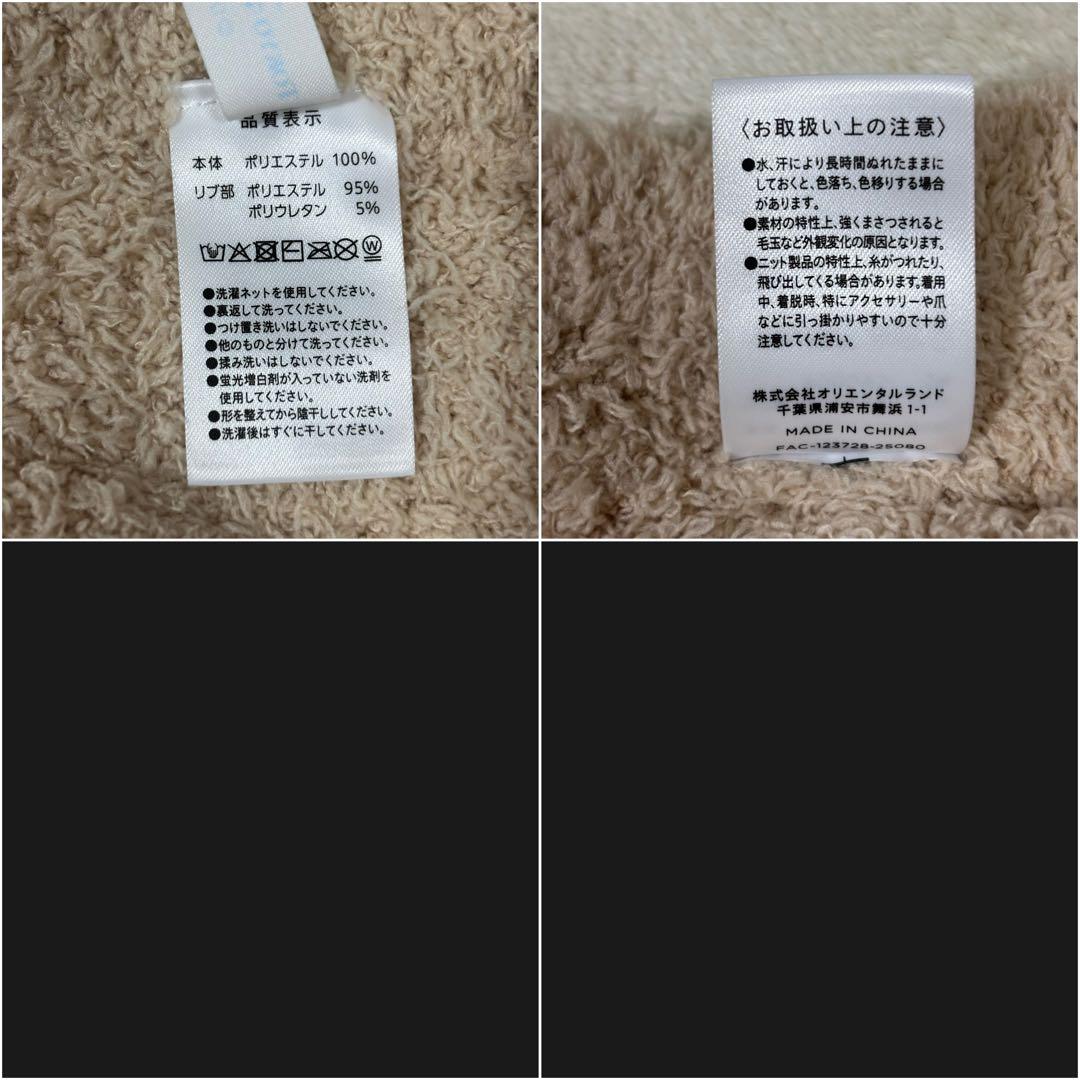 品質表示
本体 ポリエステル 100%
リブ部 ポリエステル 95%
ポリウレタン 5%
●洗濯ネットを使用してください。
●裏返して洗ってください。
●つけ置き洗いはしないでください。
●他のものと分けて洗ってください。
●揉み洗いはしないでください。
●蛍光増白剤が入っていない洗剤を
使用してください。
●形を整えてから陰干ししてください。
●洗濯後はすぐに干してください。
〈お取扱い上の注意〉
●水、汗により長時間ぬれたままに
しておくと、色落ち、色移りする場合
があります。
●素材の特性上、強くまさつされると
毛玉など外観変化の原因となります。
●ニット製品の特性上、糸がつれたり、
飛び出してくる場合があります。着用
中、着脱時、特にアクセサリーや爪
などに引っ掛かりやすいので十分
注意してください。
株式会社オリエンタルランド
千葉県浦安市舞浜 1-1
MADE IN CHINA
FAC-123728-25080